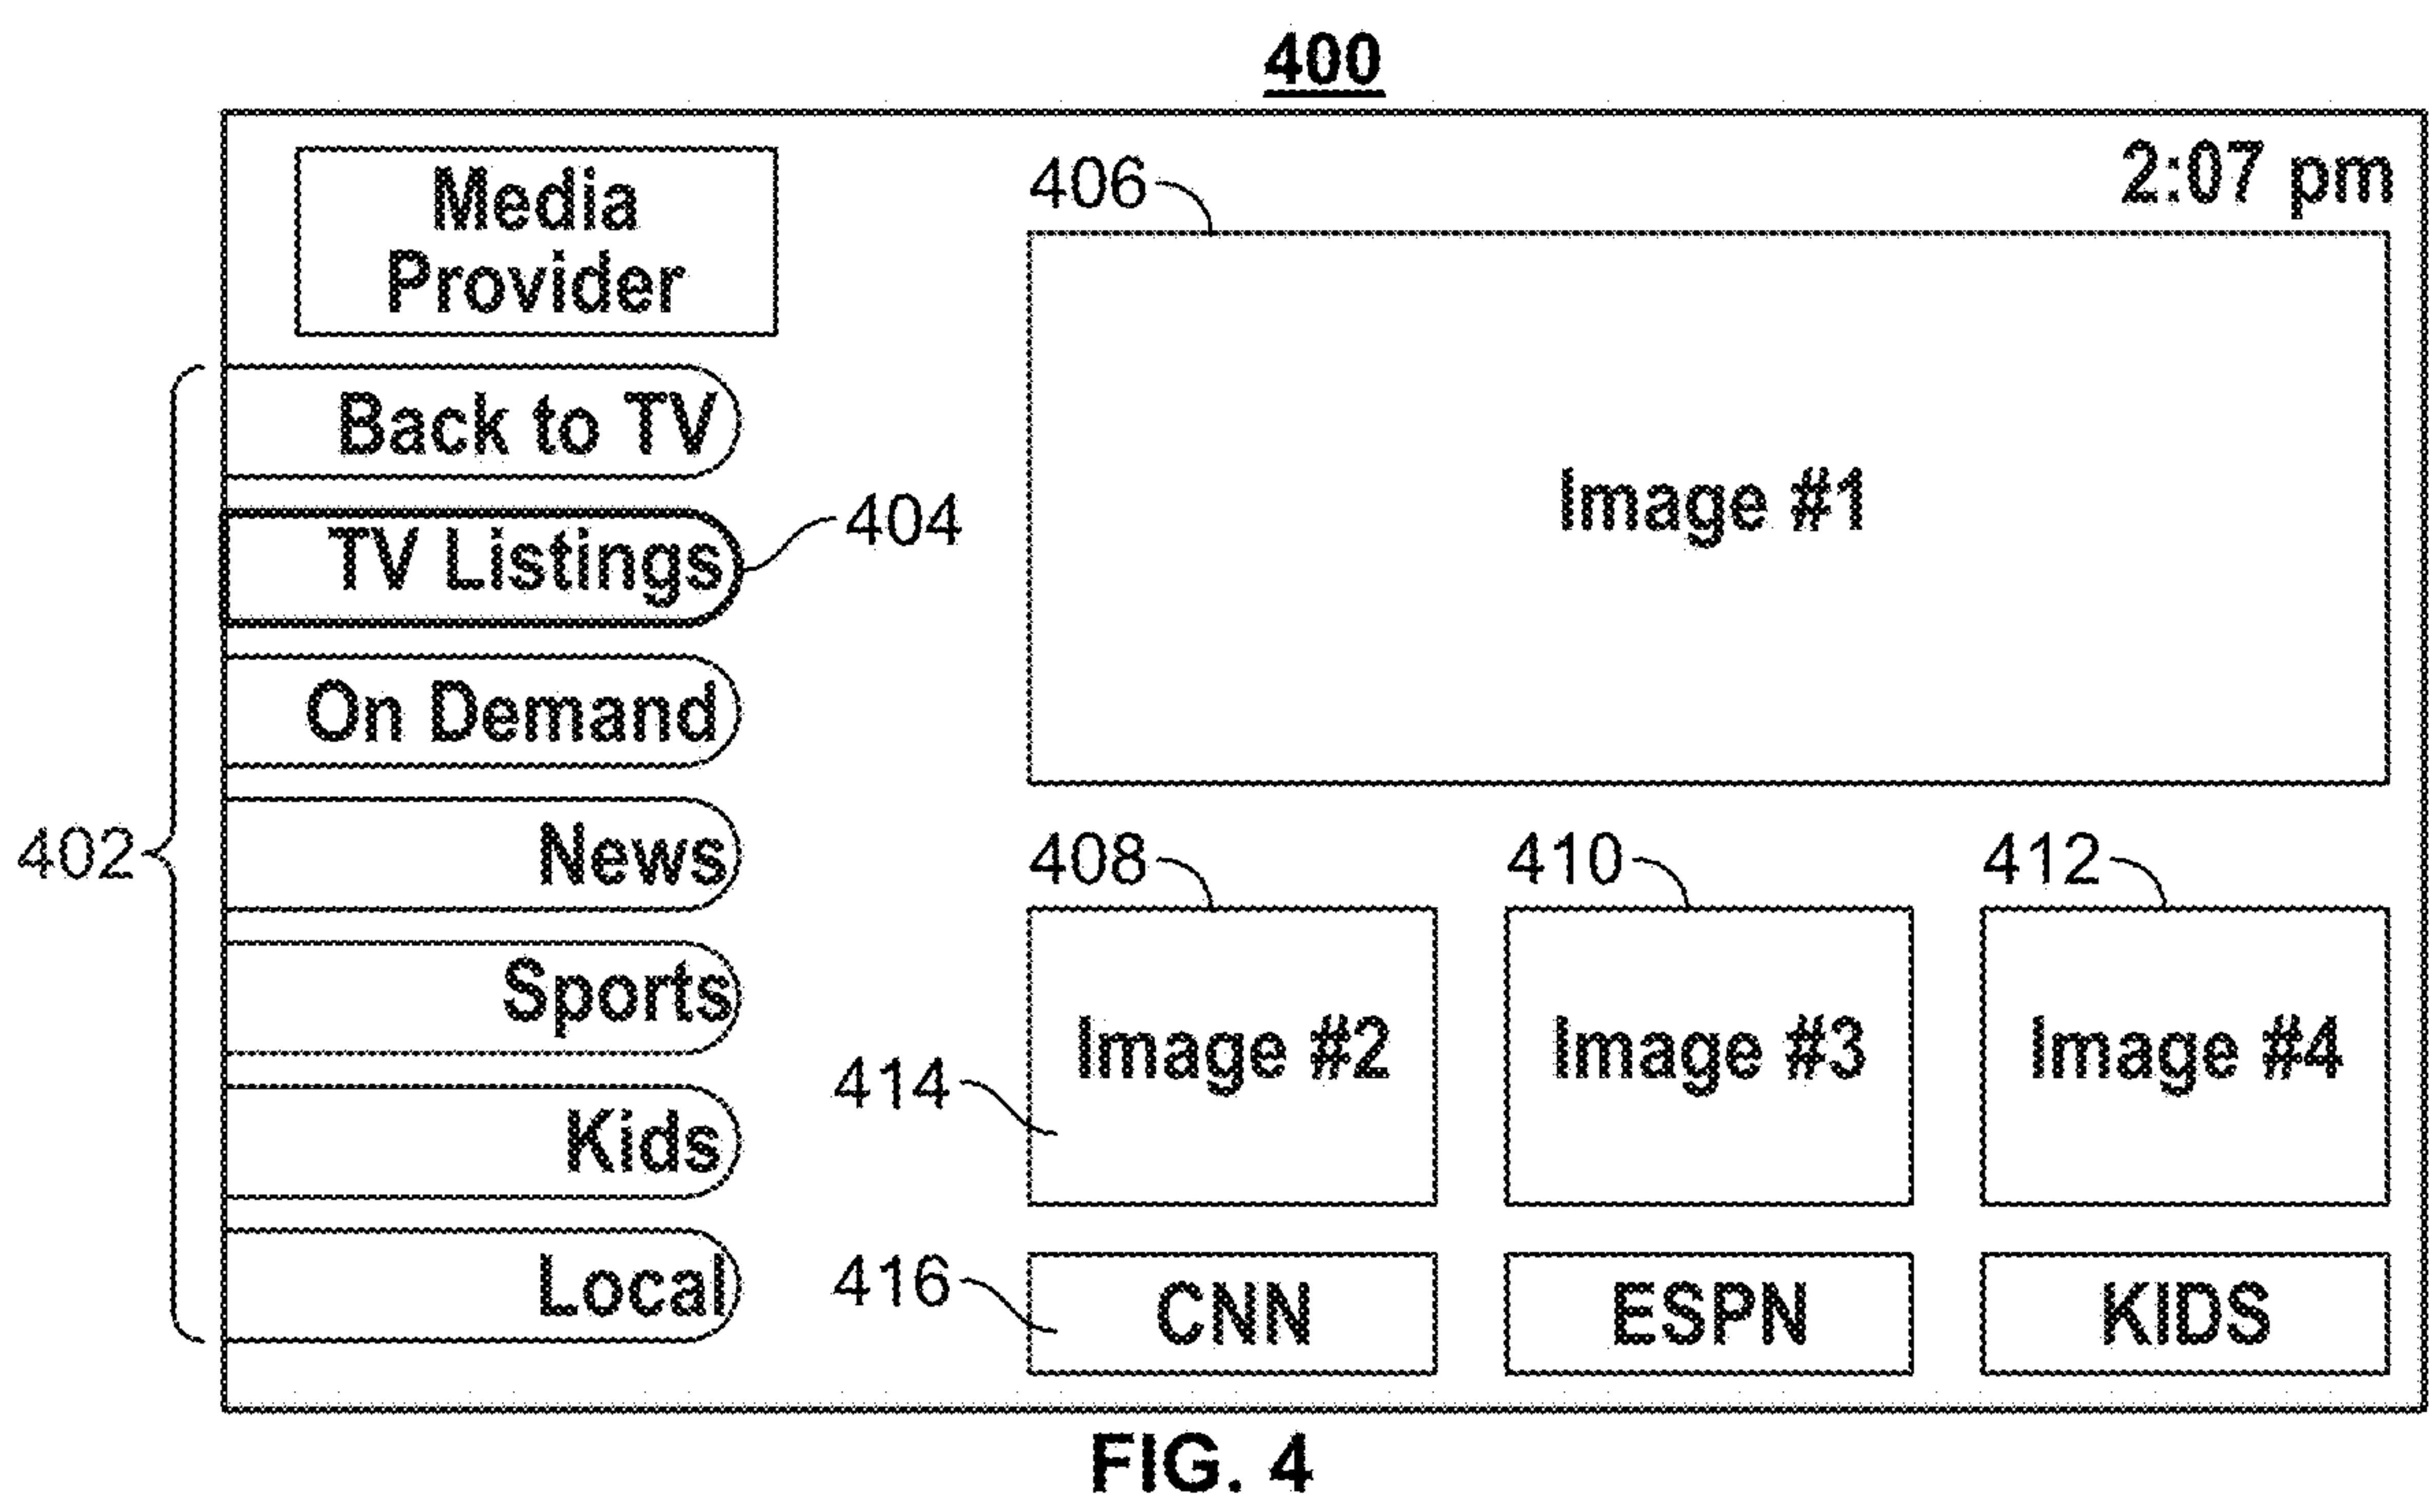 400
2:07 pm
Media
Provider
406
Image #1
402
Back to TV
TV Listings
404
On Demand
News
Sports
Kids
Local
408
410
412
Image #2
Image #3
Image #4
414
416
CNN
ESPN
KIDS
FIG. 4